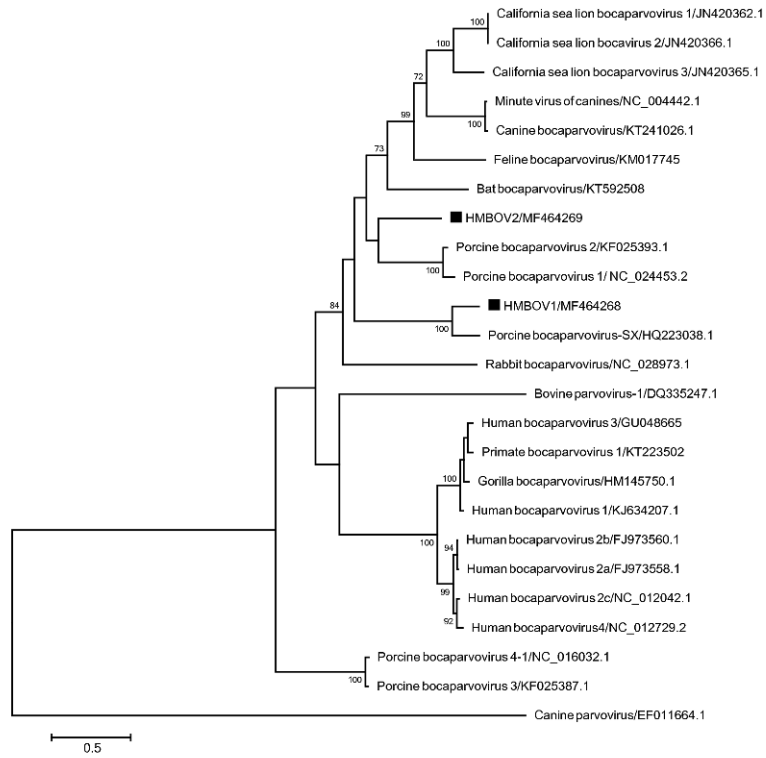 California sea lion bocaparvovirus 1/JN420362.1
100
California sea lion bocavirus 2/JN420366.1
100
California sea lion bocaparvovirus 3/JN420365.1
72
Minute virus of canines/NC_004442.1
100
Canine bocaparvovirus/KT241026.1
99
Feline bocaparvovirus/KM017745
73
Bat bocaparvovirus/KT592508
HMBOV2/MF464269
Porcine bocaparvovirus 2/KF025393.1
100
Porcine bocaparvovirus 1/ NC_024453.2
84
HMBOV1/MF464268
100
Porcine bocaparvovirus-SX/HQ223038.1
Rabbit bocaparvovirus/NC_028973.1
Bovine parvovirus-1/DQ335247.1
Human bocaparvovirus 3/GU048665
Primate bocaparvovirus 1/KT223502
100
Gorilla bocaparvovirus/HM145750.1
Human bocaparvovirus 1/KJ634207.1
100
Human bocaparvovirus 2b/FJ973560.1
94
Human bocaparvovirus 2a/FJ973558.1
99
Human bocaparvovirus 2c/NC_012042.1
92
Human bocaparvovirus4/NC_012729.2
Porcine bocaparvovirus 4-1/NC_016032.1
100
Porcine bocaparvovirus 3/KF025387.1
Canine parvovirus/EF011664.1
0.5